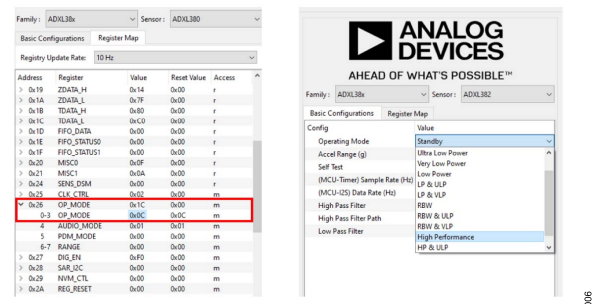 Family : ADXL38x Sensor : ADXL380
Basic Configurations Register Map
Registry Update Rate: 10 Hz
Address Register Value Reset Value Access
0x19 ZDATA_H 0x14 0x00 r
0x1A ZDATA_L 0x7F 0x00 r
0x1B TDATA_H 0x80 0x00 r
0x1C TDATA_L 0xC0 0x00 r
0x1D FIFO_DATA 0x00 0x00 r
0x1E FIFO_STATUS0 0x00 0x00 r
0x1F FIFO_STATUS1 0x00 0x00 r
0x20 MISC0 0x0F 0x00 r
0x21 MISC1 0x0A 0x00 r
0x24 SENS_DSM 0x00 0x00 r
0x25 CLK_CTRL 0x02 0x00 m
0x26 OP_MODE 0x1C 0x00 m
0-3 OP_MODE 0x0C 0x0C m
4 AUDIO_MODE 0x01 0x01 m
5 PDM_MODE 0x00 0x00 m
6-7 RANGE 0x00 0x00 m
0x27 DIG_EN 0xF0 0x00 m
0x28 SAR_I2C 0x00 0x00 m
0x29 NVM_CTL 0x00 0x00 m
0x2A REG_RESET 0x00 0x00 m
ANALOG
DEVICES
AHEAD OF WHAT'S POSSIBLE™
Family : ADXL38x Sensor : ADXL382
Basic Configurations Register Map
Config Value
Operating Mode Standby
Accel Range (g) Ultra Low Power
Self Test Very Low Power
(MCU-Timer) Sample Rate (Hz) Low Power
LP & ULP
(MCU-I2S) Data Rate (Hz) LP & VLP
High Pass Filter RBW
High Pass Filter Path RBW & ULP
RBW & VLP
Low Pass Filter High Performance
HP & ULP
006